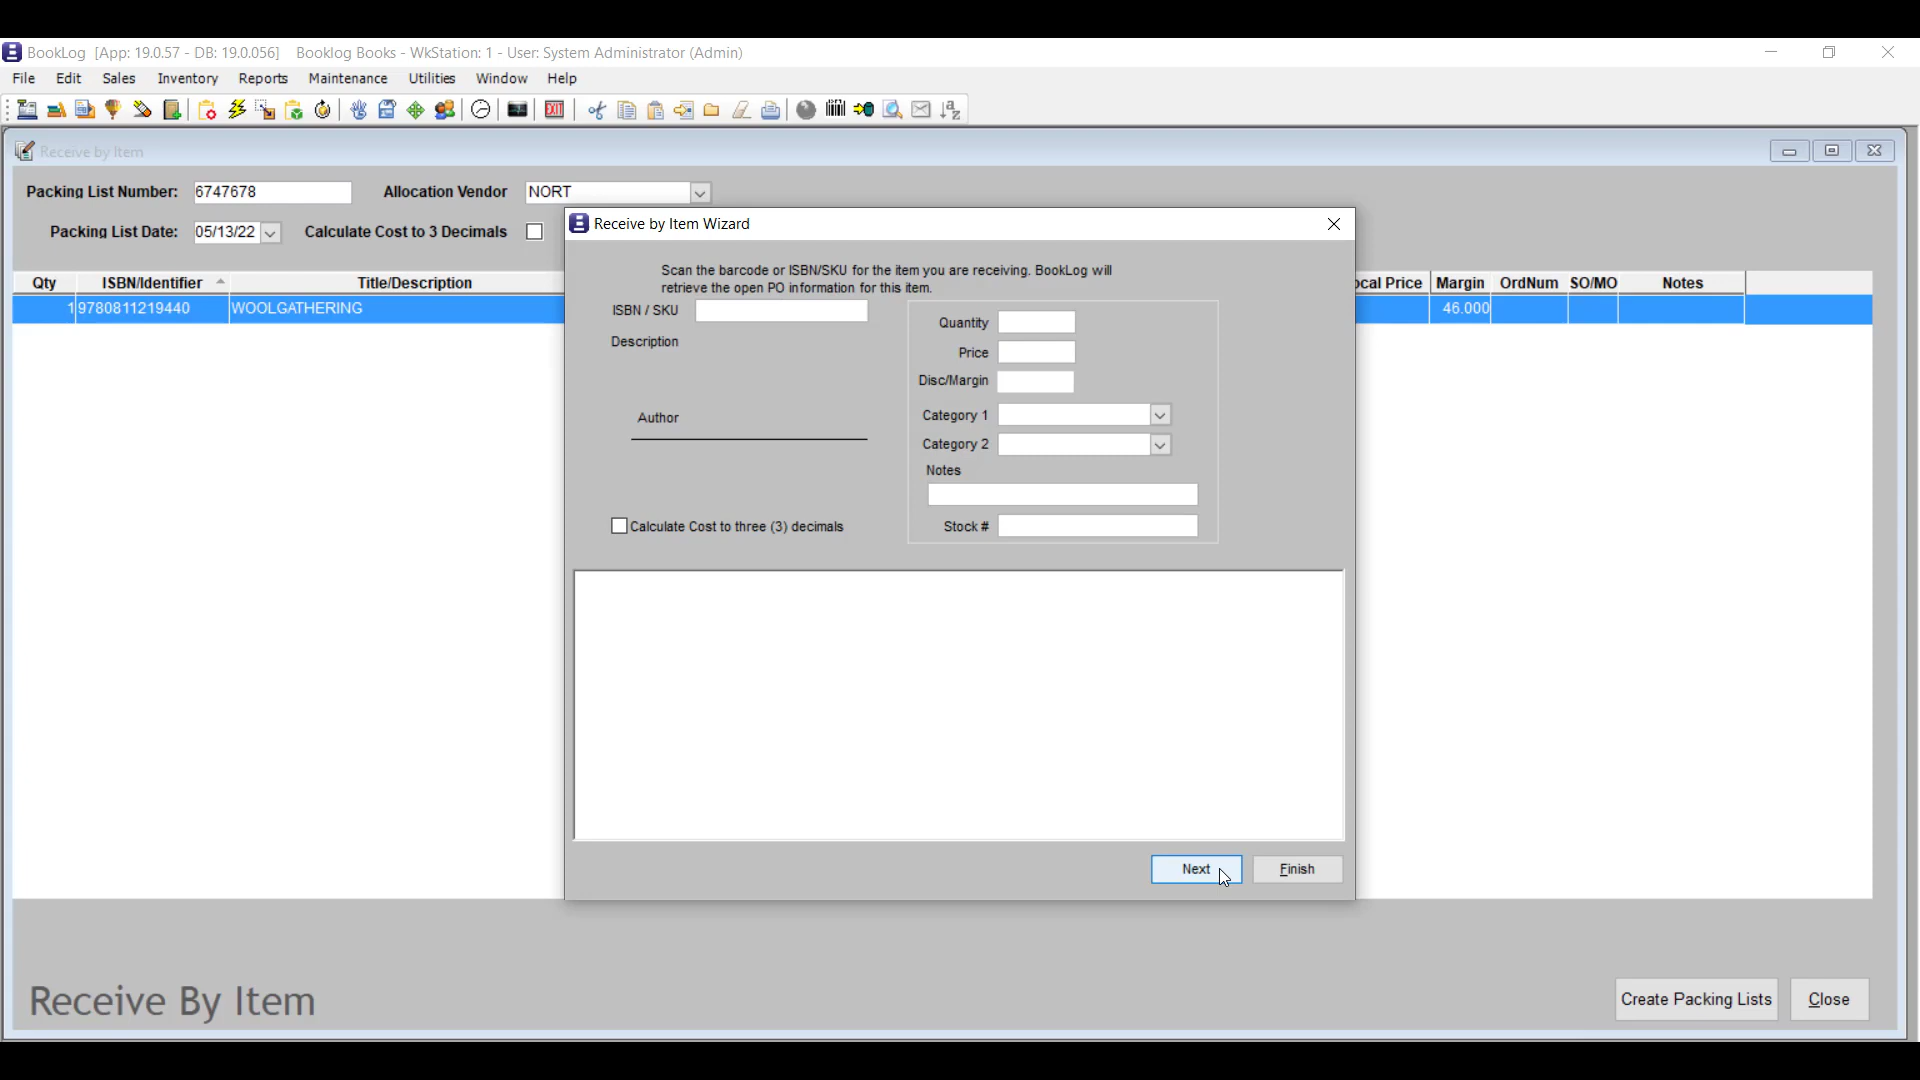 BookLog [App: 19.0.57 - DB: 19.0.056] Booklog Books - WkStation: 1 - User: System Administrator (Admin)
File Edit Sales Inventory Reports Maintenance Utilities Window Help
EXIT
Receive by Item
Packing List Number: 6747678 Allocation Vendor NORT
Packing List Date: 05/13/22 Calculate Cost to 3 Decimals
Qty ISBN/Identifier Title/Description ocal Price Margin OrdNum SO/MO Notes
1 9780811219440 WOOLGATHERING 46.000
Receive by Item Wizard
Scan the barcode or ISBN/SKU for the item you are receiving. BookLog will
retrieve the open PO information for this item.
ISBN / SKU
Description
Author
Calculate Cost to three (3) decimals
Quantity
Price
Disc/Margin
Category 1
Category 2
Notes
Stock #
Next Finish
Receive By Item
Create Packing Lists Close